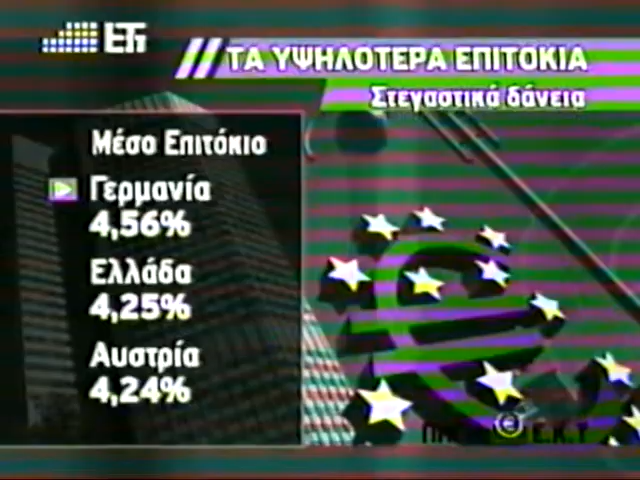 ΕΤ1
ΤΑ ΥΨΗΛΟΤΕΡΑ ΕΠΙΤΟΚΙΑ
Στεγαστικά δάνεια
Μέσο Επιτόκιο
Γερμανία
4,56%
Ελλάδα
4,25%
Αυστρία
4,24%
Ε.Κ.Τ